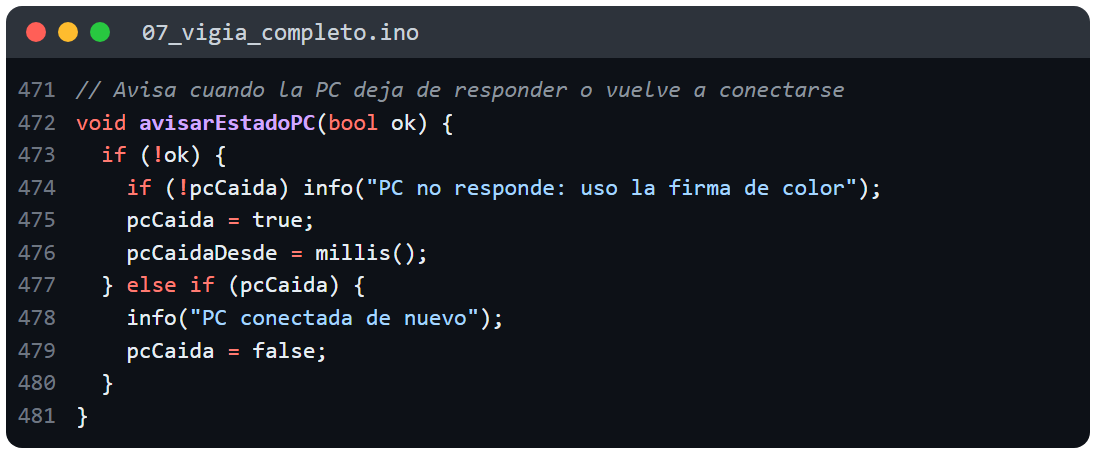 07_vigia_completo.ino
471 // Avisa cuando la PC deja de responder o vuelve a conectarse
472 void avisarEstadoPC(bool ok) {
473   if (!ok) {
474     if (!pcCaida) info("PC no responde: uso la firma de color");
475     pcCaida = true;
476     pcCaidaDesde = millis();
477   } else if (pcCaida) {
478     info("PC conectada de nuevo");
479     pcCaida = false;
480   }
481 }